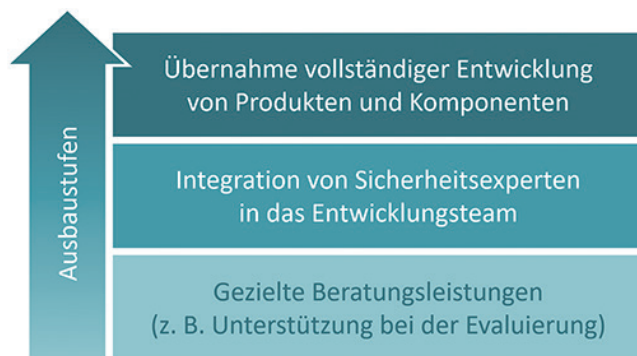 Ausbaustufen
Übernahme vollständiger Entwicklung
von Produkten und Komponenten
Integration von Sicherheitsexperten
in das Entwicklungsteam
Gezielte Beratungsleistungen
(z. B. Unterstützung bei der Evaluierung)